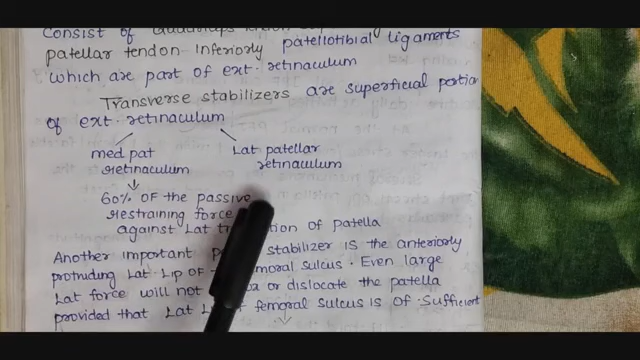 Consist of Quadriceps tendon
patellar tendon inferiorly patellotibial ligaments
which are part of ext. retinaculum
Transverse stabilizers are superficial portio
of ext. retinaculum
med pat retinaculum
Lat patellar retinaculum
60% of the passive
restraining force
against Lat of patella
Another important stabilizer is the anteriorly
protruding Lat. Lip of femoral sulcus. Even large
Lat force will not or dislocate the patella
provided that Lat femoral sulcus is of sufficient